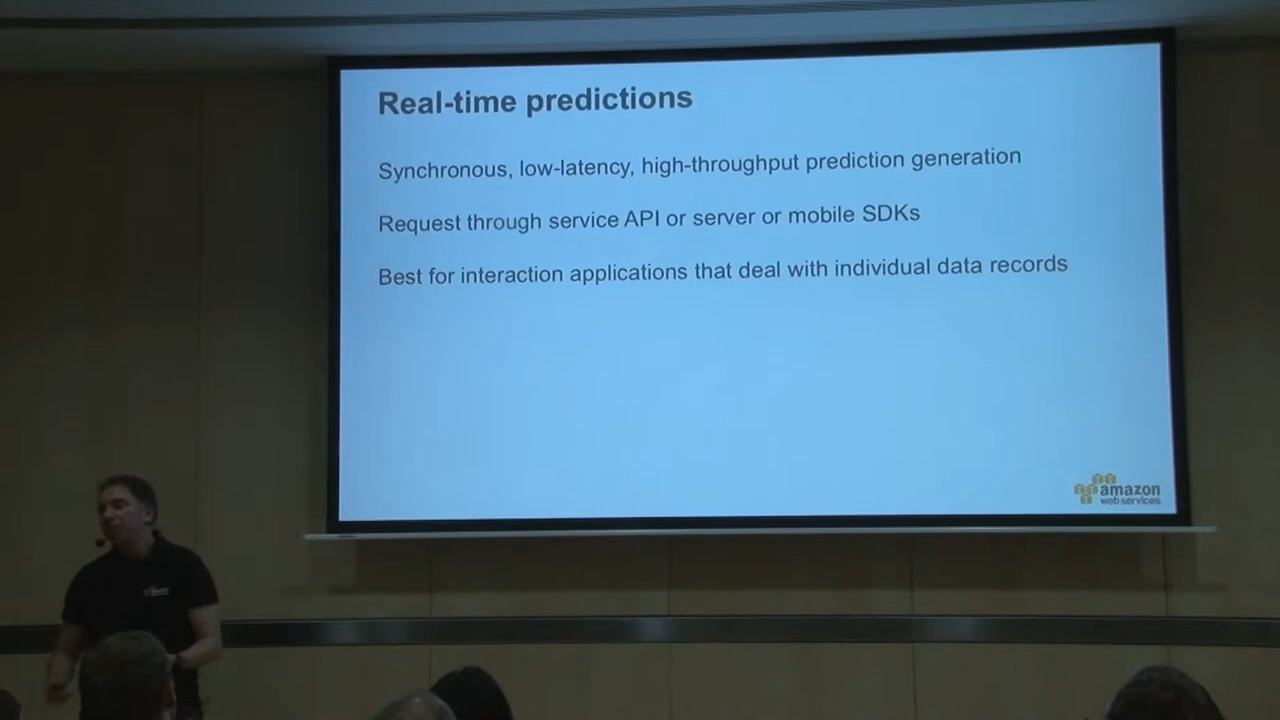 Real-time predictions
Synchronous, low-latency, high-throughput prediction generation
Request through service API or server or mobile SDKs
Best for interaction applications that deal with individual data records
amazon
web services